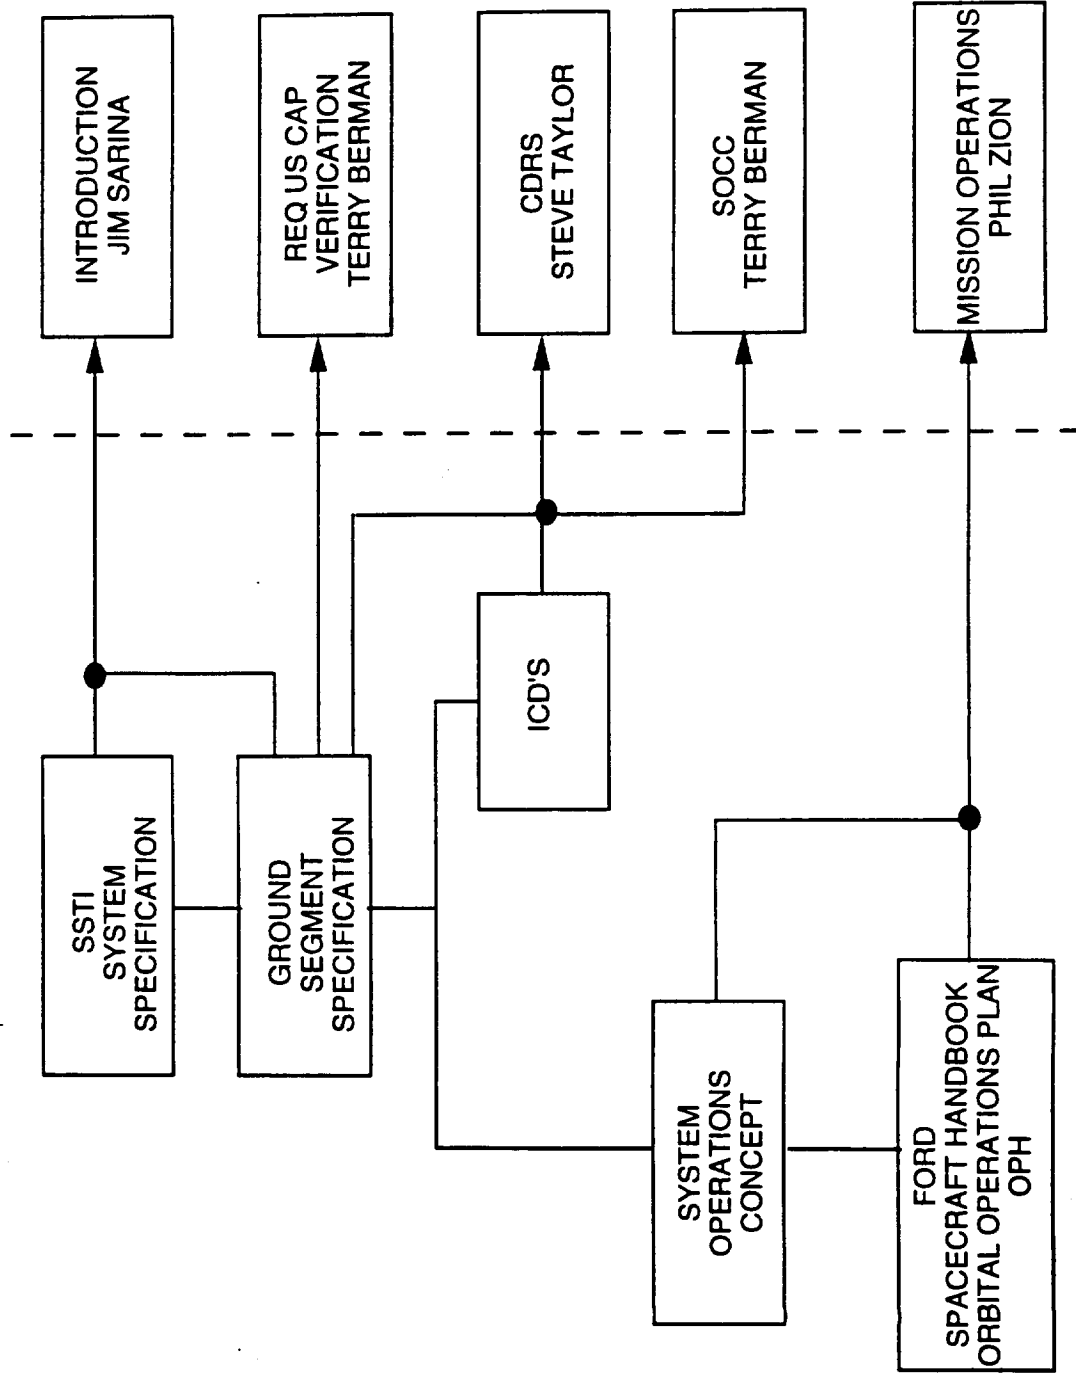 SSTI
SYSTEM
SPECIFICATION
INTRODUCTION
JIM SARINA
GROUND
SEGMENT
SPECIFICATION
REQ US CAP
VERIFICATION
TERRY BERMAN
ICD'S
CDRS
STEVE TAYLOR
SYSTEM
OPERATIONS
CONCEPT
SOCC
TERRY BERMAN
FORD
SPACECRAFT HANDBOOK
ORBITAL OPERATIONS PLAN
OPH
MISSION OPERATIONS
PHIL ZION